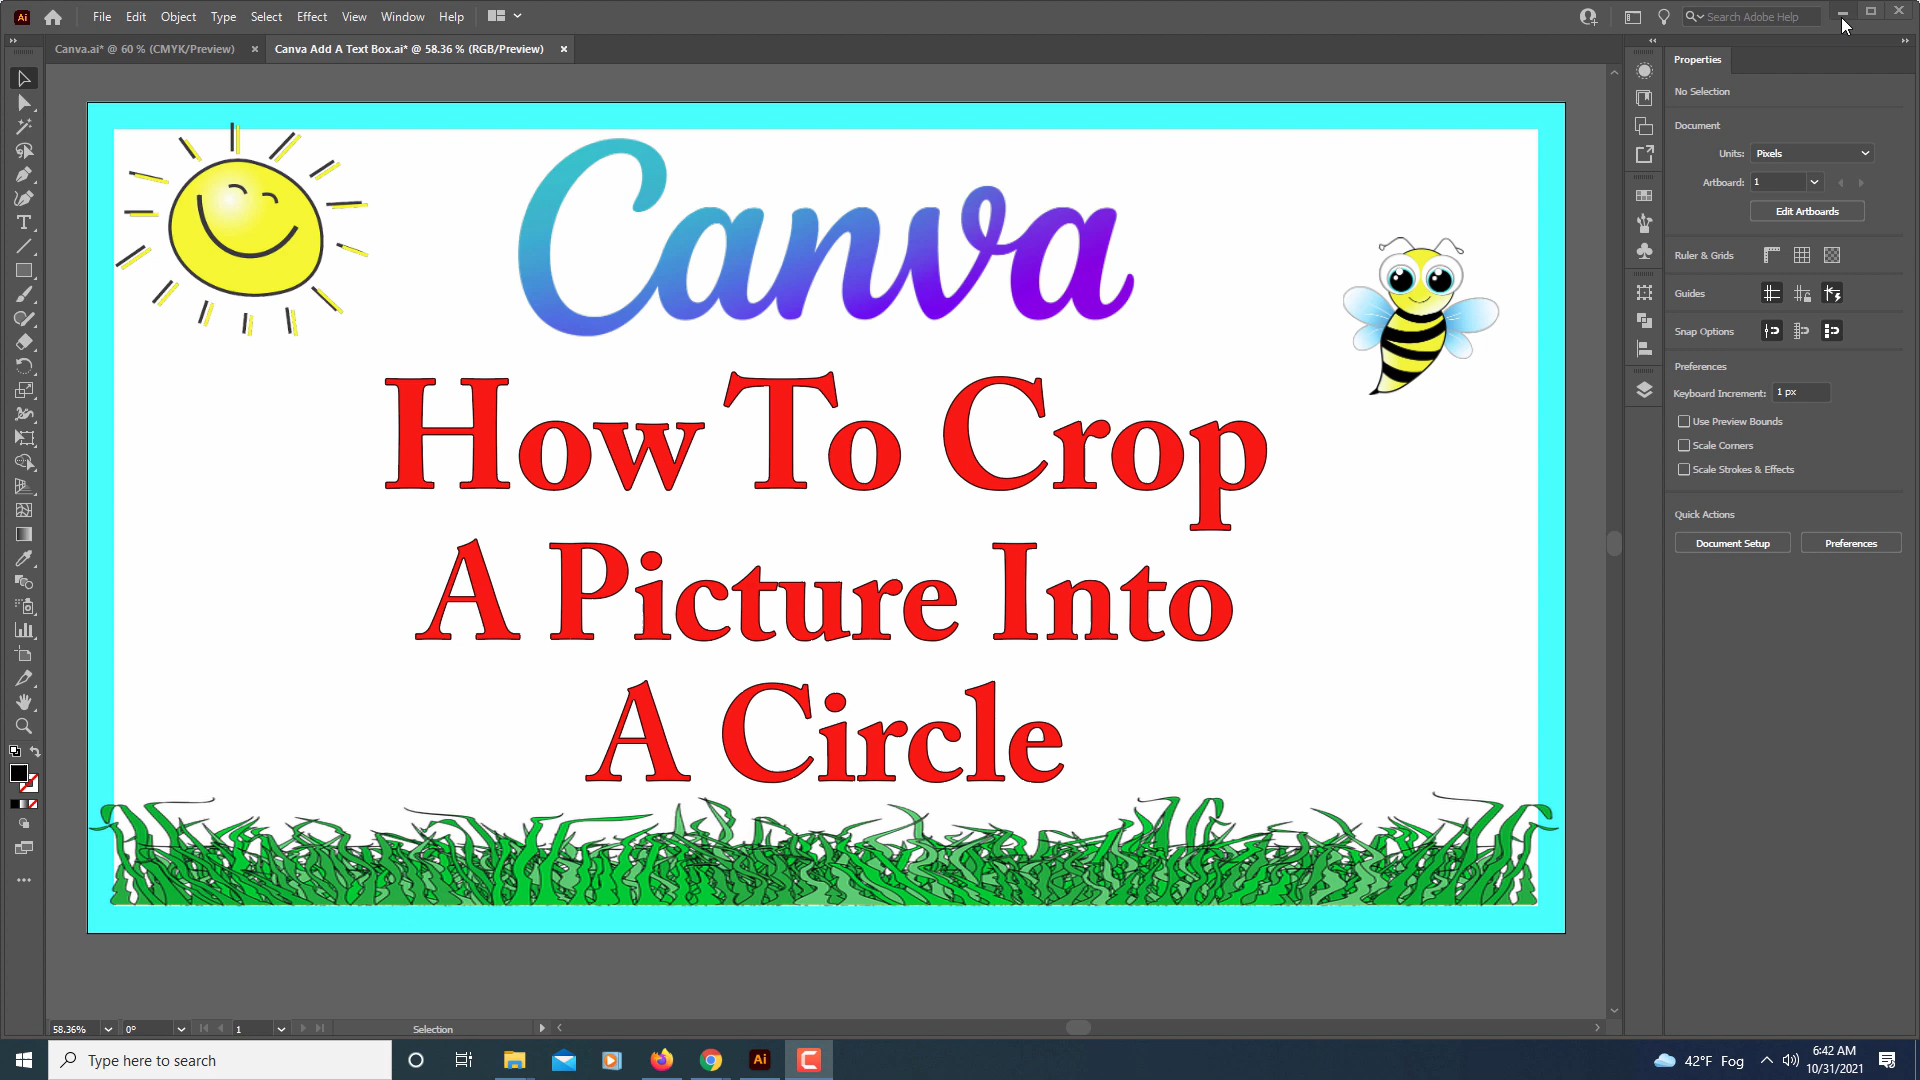 Ai File Edit Object Type Select Effect View Window Help Search Adobe Help
Canva.ai* @ 60 % (CMYK/Preview) × Canva Add A Text Box.ai* @ 58.36 % (RGB/Preview) ×
Properties
No Selection
Document
Units: Pixels
Artboard: 1
Edit Artboards
Ruler & Grids
Guides
Snap Options
Preferences
Keyboard Increment: 1 px
Use Preview Bounds
Scale Corners
Scale Strokes & Effects
Quick Actions
Document Setup Preferences
Canva
How To Crop
A Picture Into
A Circle
58.36% 0° 1 Selection
Type here to search Ai 42°F Fog 6:42 AM
10/31/2021